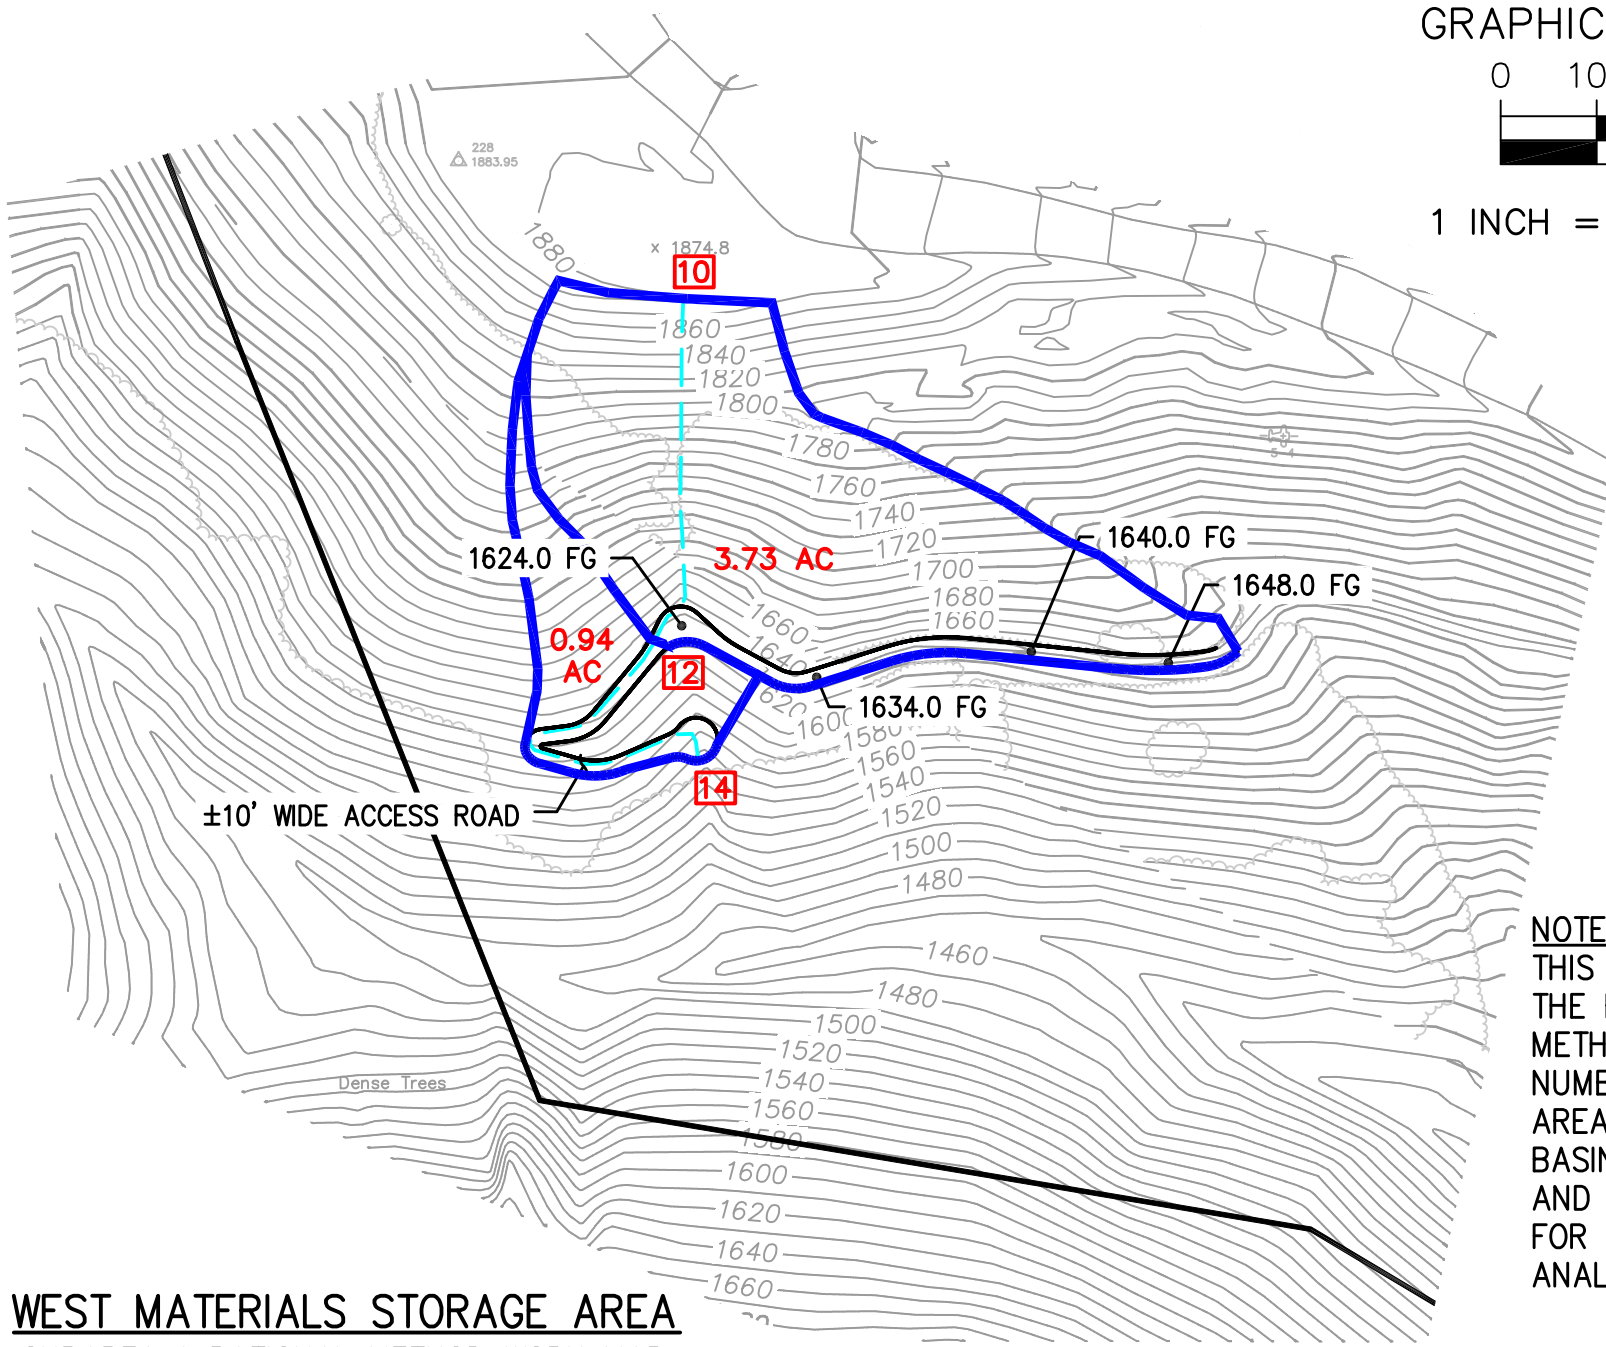 GRAPHIC
0 10
1 INCH =
228
1883.95
1880
x 1874.8
10
1860
1840
1820
1800
1780
1760
1740
1720
1700
1680
1660
1624.0 FG
3.73 AC
1640.0 FG
1648.0 FG
1660
1640
0.94
AC
12
1634.0 FG
1600
1580
1560
1540
1520
1500
1480
14
±10' WIDE ACCESS ROAD
1460
1480
1500
1520
1540
1560
1580
1600
1620
1640
1660
Dense Trees
NOTE
THIS
THE
METH
NUME
AREA
BASIN
AND
FOR
ANAL
WEST MATERIALS STORAGE AREA